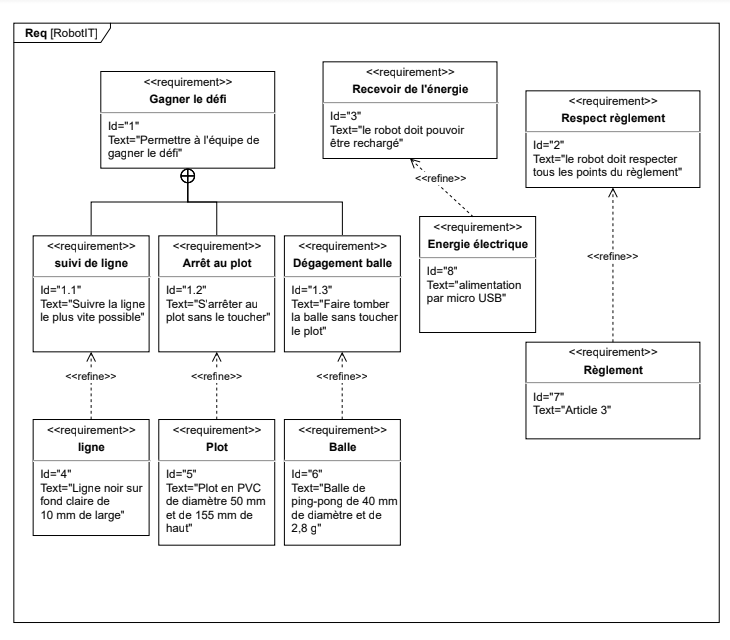 Req [RobotIT]
<<requirement>>
Gagner le défi
Id="1"
Text="Permettre à l'équipe de
gagner le défi"
<<requirement>>
Recevoir de l'énergie
Id="3"
Text="le robot doit pouvoir
être rechargé"
<<requirement>>
Respect règlement
Id="2"
Text="le robot doit respecter
tous les points du règlement"
<<refine>>
<<requirement>>
suivi de ligne
Id="1.1"
Text="Suivre la ligne
le plus vite possible"
<<requirement>>
Arrêt au plot
Id="1.2"
Text="S'arrêter au
plot sans le toucher"
<<requirement>>
Dégagement balle
Id="1.3"
Text="Faire tomber
la balle sans toucher
le plot"
<<requirement>>
Energie électrique
Id="8"
Text="alimentation
par micro USB"
<<refine>>
<<requirement>>
Règlement
Id="7"
Text="Article 3"
<<refine>>
<<refine>>
<<refine>>
<<requirement>>
ligne
Id="4"
Text="Ligne noir sur
fond claire de
10 mm de large"
<<requirement>>
Plot
Id="5"
Text="Plot en PVC
de diamètre 50 mm
et de 155 mm de
haut"
<<requirement>>
Balle
Id="6"
Text="Balle de
ping-pong de 40 mm
de diamètre et de
2,8 g"